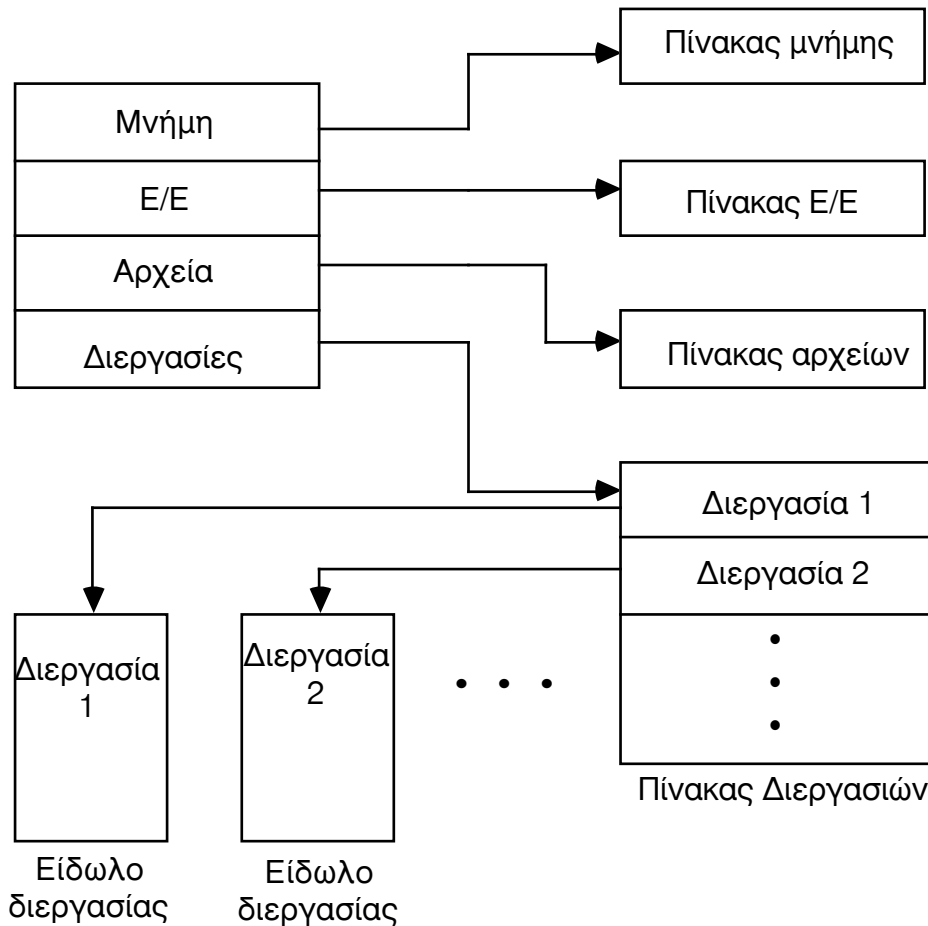 Πίνακας μνήμης
Μνήμη
Ε/Ε
Πίνακας Ε/Ε
Αρχεία
Διεργασίες
Πίνακας αρχείων
Διεργασία 1
Διεργασία 2
Διεργασία
1
Διεργασία
2
• • •
•
•
•
Πίνακας Διεργασιών
Είδωλο
διεργασίας
Είδωλο
διεργασίας